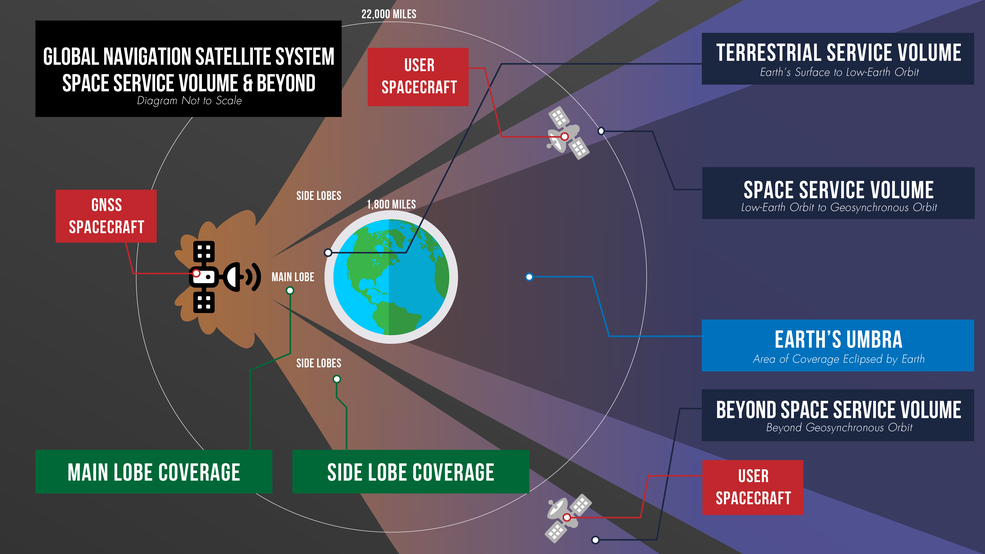 22,000 MILES
GLOBAL NAVIGATION SATELLITE SYSTEM
SPACE SERVICE VOLUME & BEYOND
Diagram Not to Scale
USER
SPACECRAFT
TERRESTRIAL SERVICE VOLUME
Earth's Surface to Low-Earth Orbit
SIDE LOBES
1,800 MILES
SPACE SERVICE VOLUME
Low-Earth Orbit to Geosynchronous Orbit
GNSS
SPACECRAFT
MAIN LOBE
EARTH'S UMBRA
Area of Coverage Eclipsed by Earth
SIDE LOBES
BEYOND SPACE SERVICE VOLUME
Beyond Geosynchronous Orbit
MAIN LOBE COVERAGE
SIDE LOBE COVERAGE
USER
SPACECRAFT